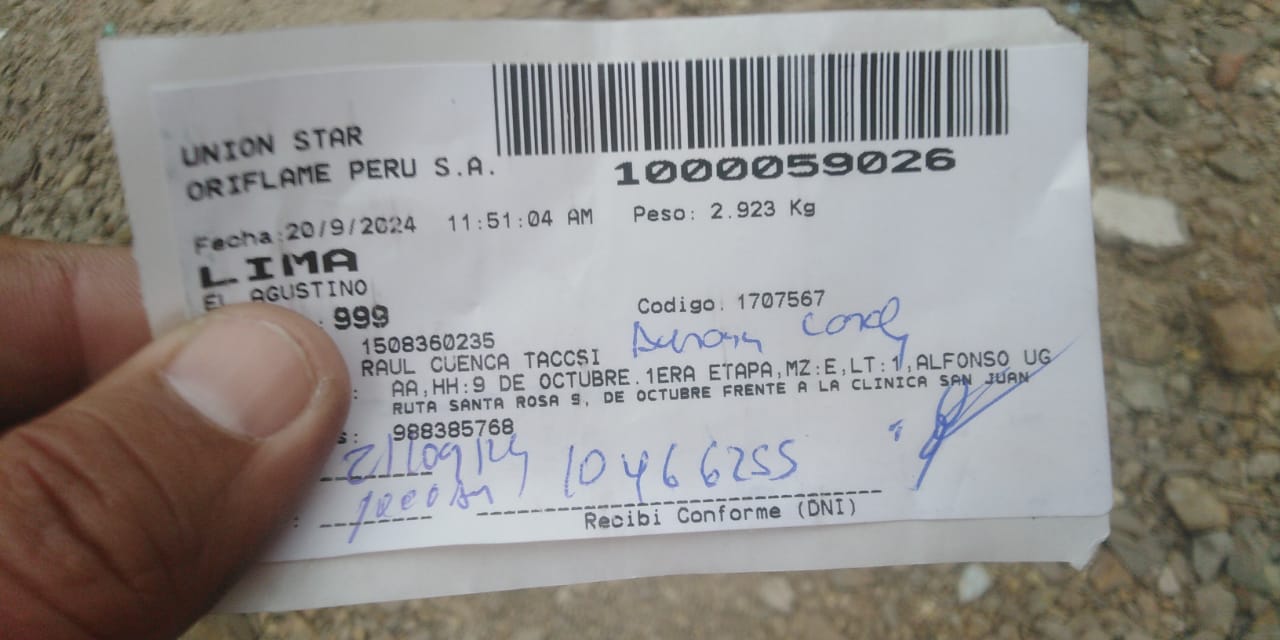 UNION STAR
ORIFLAME PERU S.A.
1000059026
Fecha:20/9/2024 11:51:04 AM Peso: 2.923 Kg
LIMA
EL AGUSTINO
: 999
Codigo: 1707567
1508360235
RAUL CUENCA TACCSI
: AA,HH:9 DE OCTUBRE.1ERA ETAPA,MZ:E,LT:1,ALFONSO UG
RUTA SANTA ROSA 9, DE OCTUBRE FRENTE A LA CLINICA SAN JUAN
s: 988385768
21/09/24 10466255
Recibi Conforme (DNI)